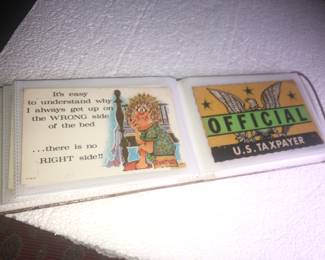 It's easy
to understand why
I always get up on
the WRONG side
of the bed
...there is no
RIGHT side!!
OFFICIAL
U.S. TAXPAYER